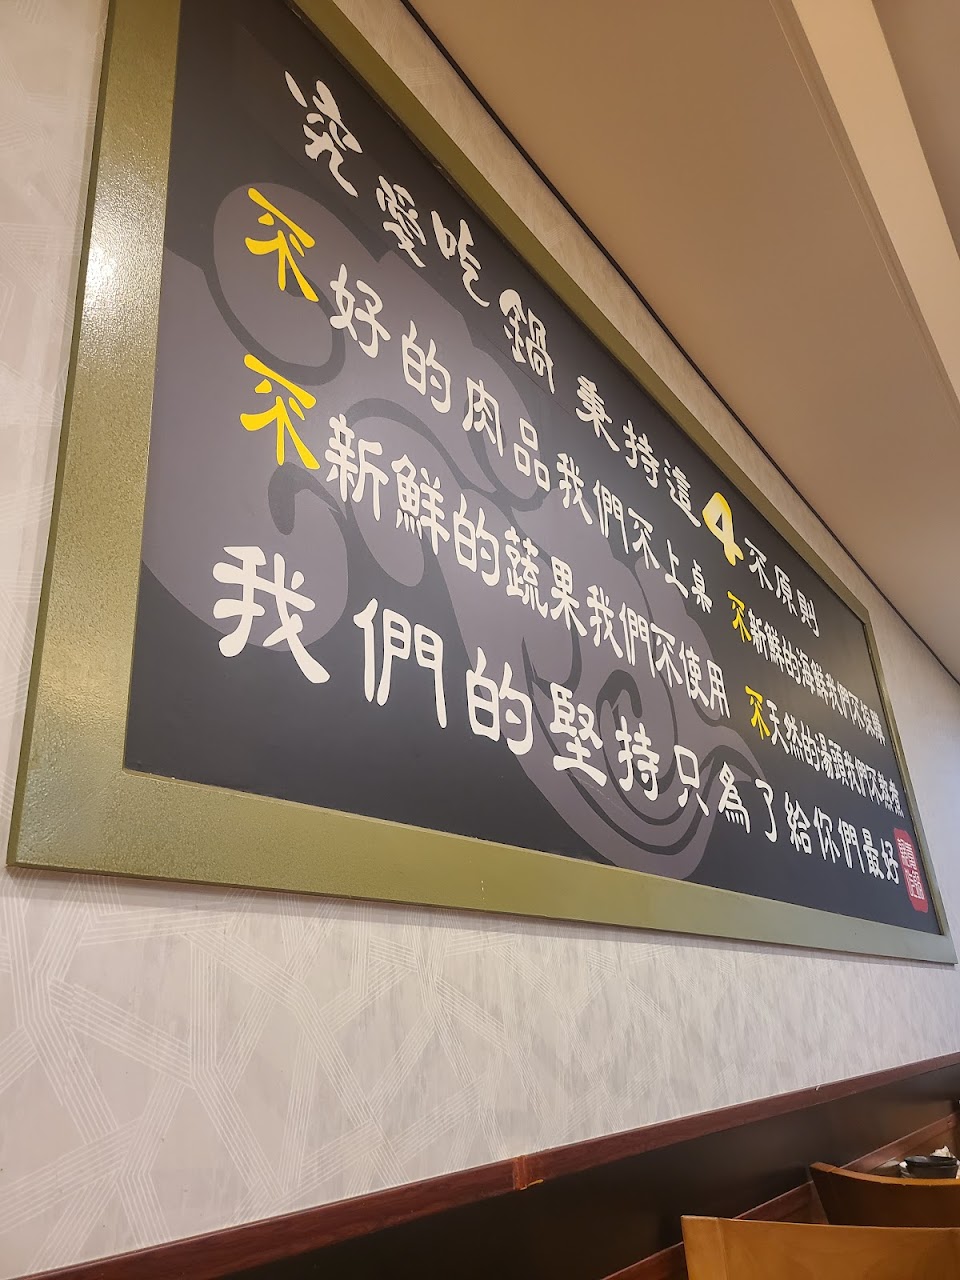 吃鍋 秉持這4不原則
不好的肉品我們不上桌 不新鮮的海鮮我們不
不新鮮的蔬果我們不使用 不天然的湯頭我們不熬煮
我們的堅持只為了給你們最好